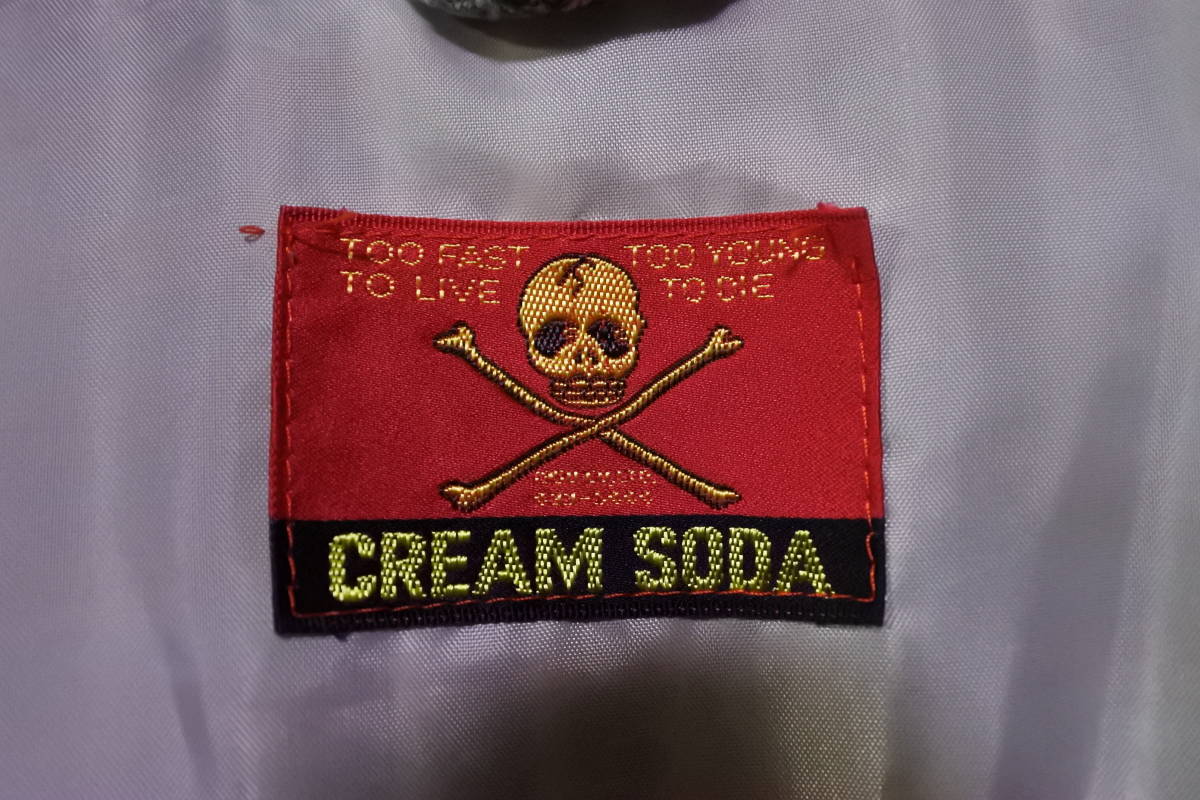 TOO FAST
TO LIVE
TOO YOUNG
TO DIE
CREAM SODA